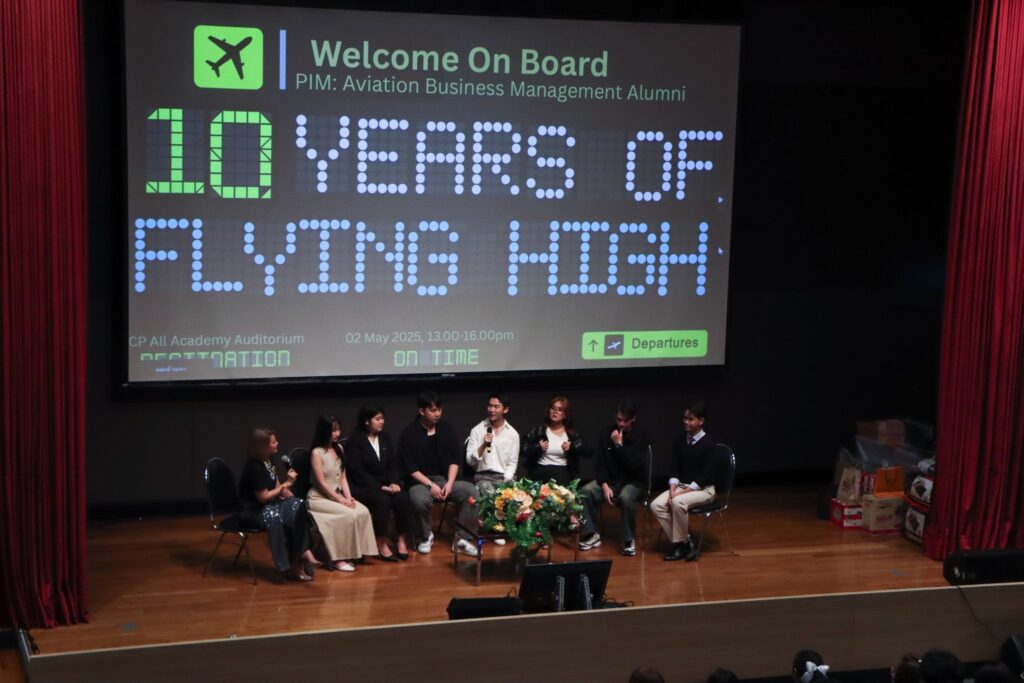 Welcome On Board
PIM: Aviation Business Management Alumni
10 YEARS OF
FLYING HIGH
CP All Academy Auditorium
02 May 2025, 13.00-16.00pm
DESTINATION
ON TIME
↑ Departures